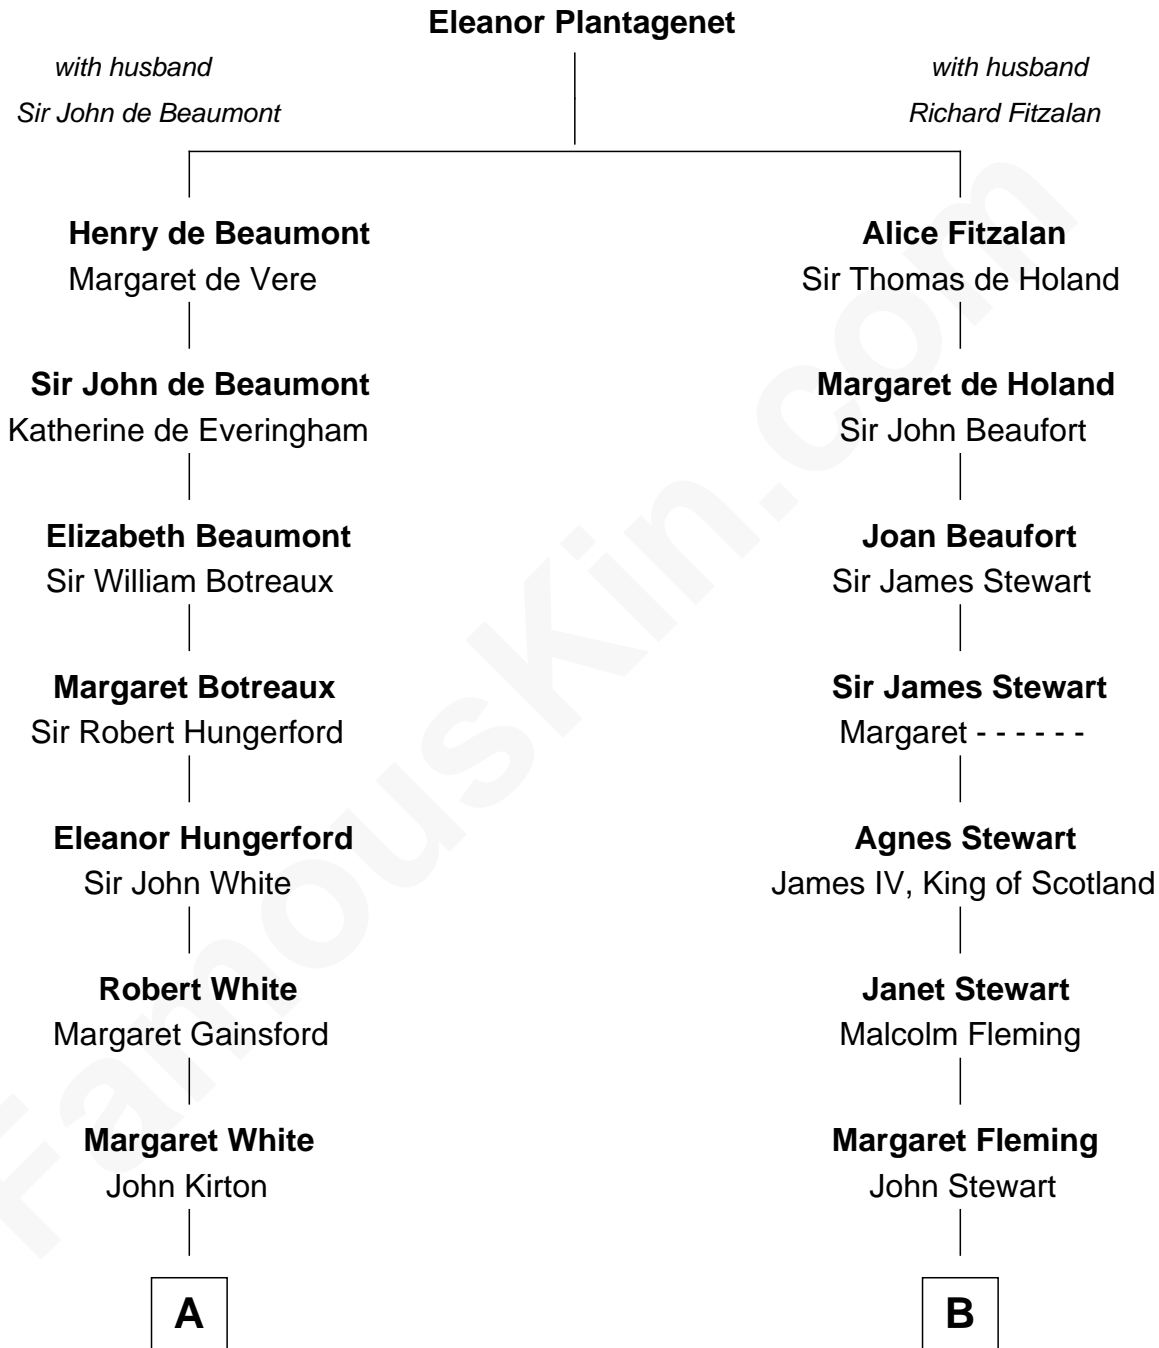 Eleanor Plantagenet
with husband
Sir John de Beaumont
with husband
Richard Fitzalan
Henry de Beaumont
Margaret de Vere
Alice Fitzalan
Sir Thomas de Holand
Sir John de Beaumont
Katherine de Everingham
Margaret de Holand
Sir John Beaufort
Elizabeth Beaumont
Sir William Botreaux
Joan Beaufort
Sir James Stewart
Margaret Botreaux
Sir Robert Hungerford
Sir James Stewart
Margaret - - - - - -
Eleanor Hungerford
Sir John White
Agnes Stewart
James IV, King of Scotland
Robert White
Margaret Gainsford
Janet Stewart
Malcolm Fleming
Margaret White
John Kirton
Margaret Fleming
John Stewart
A
B
FamousKin.com